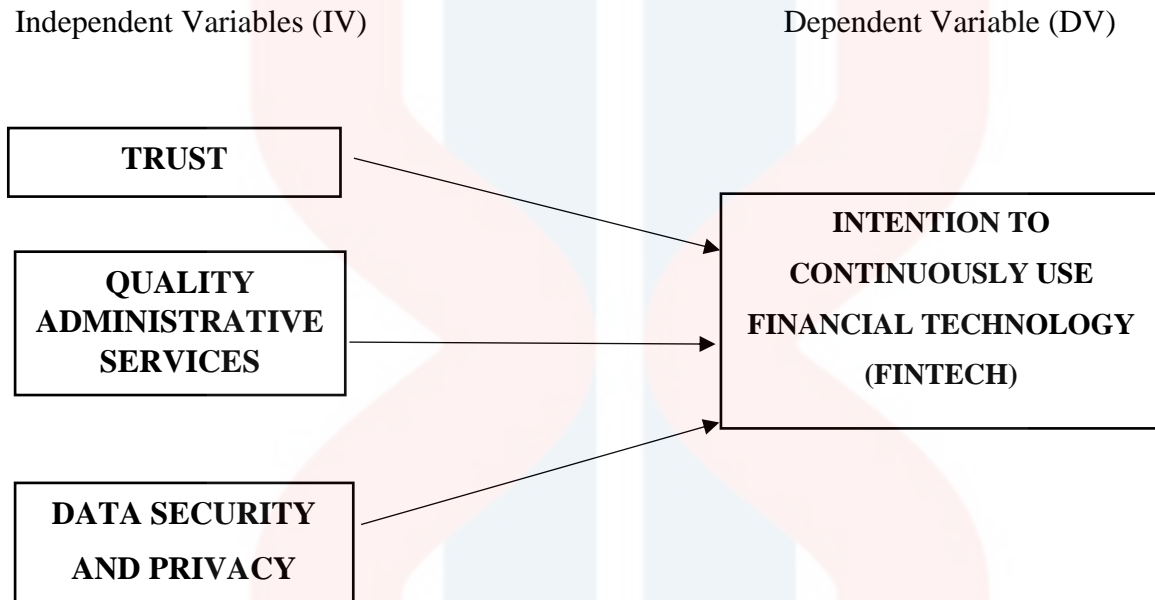 Independent Variables (IV)
Dependent Variable (DV)
TRUST
QUALITY
ADMINISTRATIVE
SERVICES
DATA SECURITY
AND PRIVACY
INTENTION TO
CONTINUOUSLY USE
FINANCIAL TECHNOLOGY
(FINTECH)